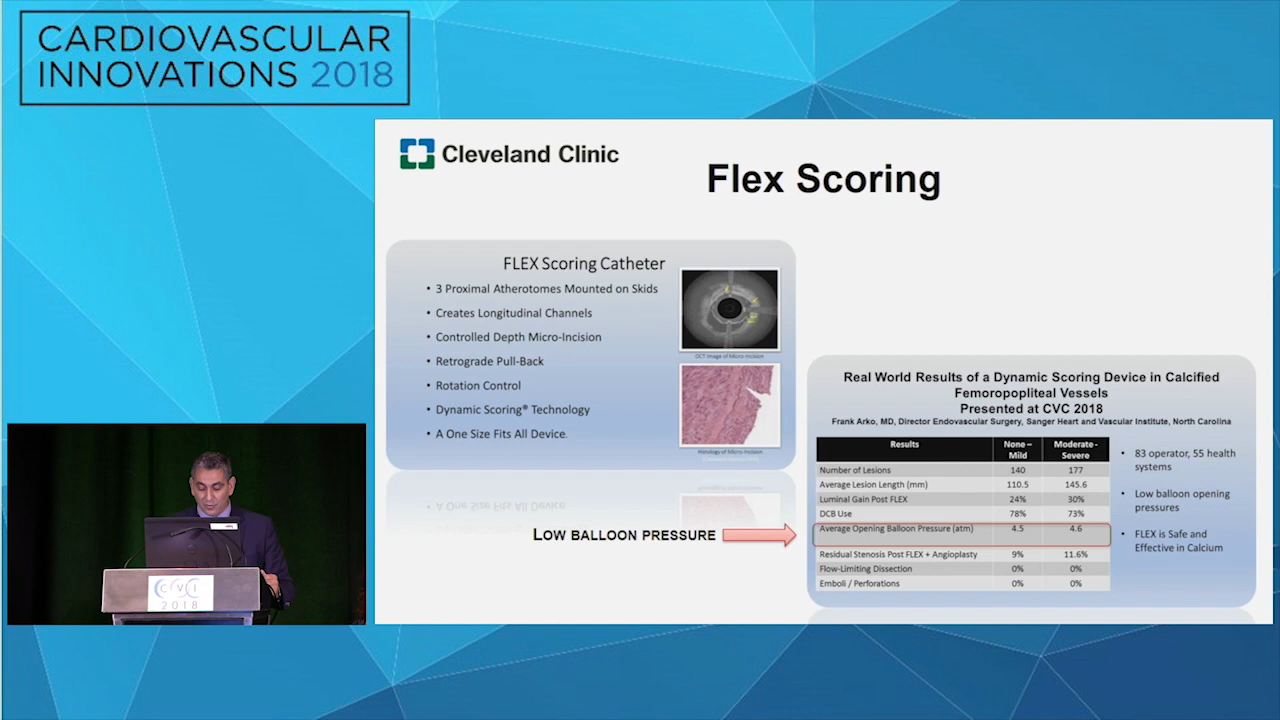 CARDIOVASCULAR
INNOVATIONS 2018
Cleveland Clinic
Flex Scoring
FLEX Scoring Catheter
• 3 Proximal Atherotomes Mounted on Skids
• Creates Longitudinal Channels
• Controlled Depth Micro-Incision
• Retrograde Pull-Back
• Rotation Control
• Dynamic Scoring® Technology
• A One Size Fits All Device.
OCT Image of Micro-Incision
Histology of Micro-Incision
LOW BALLOON PRESSURE
Real World Results of a Dynamic Scoring Device in Calcified
Femoropopliteal Vessels
Presented at CVC 2018
Frank Arko, MD, Director Endovascular Surgery, Sanger Heart and Vascular Institute, North Carolina
Results None – Mild Moderate - Severe
Number of Lesions 140 177
Average Lesion Length (mm) 110.5 145.6
Luminal Gain Post FLEX 24% 30%
DCB Use 78% 73%
Average Opening Balloon Pressure (atm) 4.5 4.6
Residual Stenosis Post FLEX + Angioplasty 9% 11.6%
Flow-Limiting Dissection 0% 0%
Emboli / Perforations 0% 0%
• 83 operator, 55 health
systems
• Low balloon opening
pressures
• FLEX is Safe and
Effective in Calcium
CVCI
2018